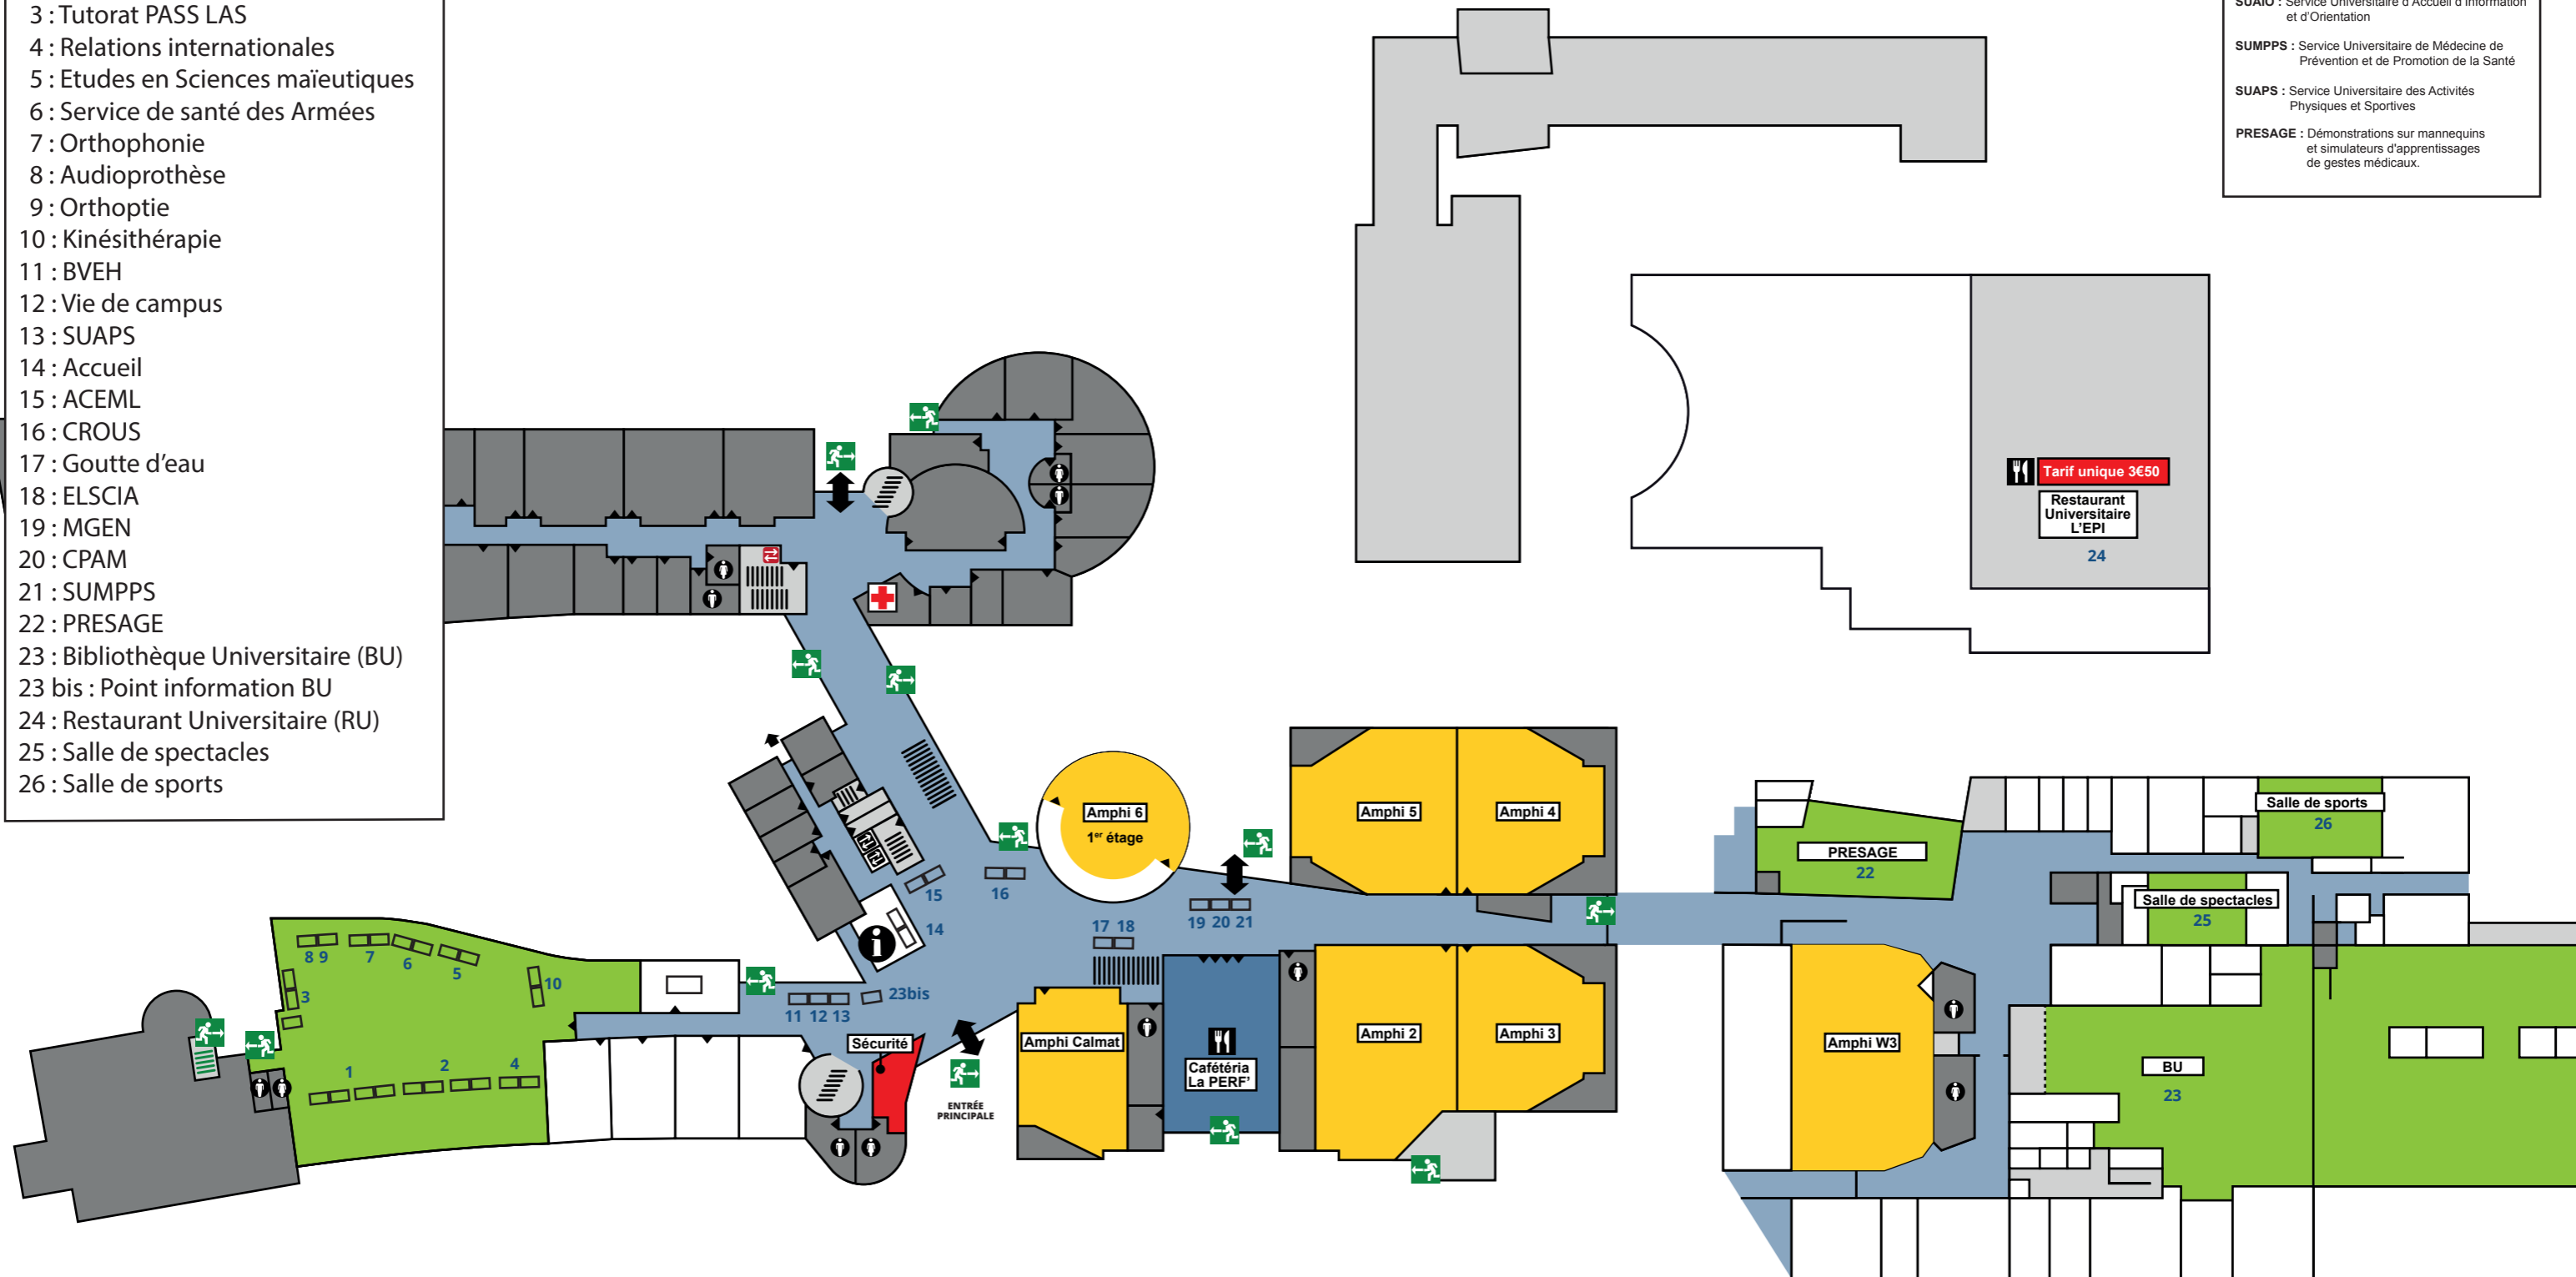 3 : Tutorat PASS LAS
4 : Relations internationales
5 : Etudes en Sciences maïeutiques
6 : Service de santé des Armées
7 : Orthophonie
8 : Audioprothèse
9 : Orthoptie
10 : Kinésithérapie
11 : BVEH
12 : Vie de campus
13 : SUAPS
14 : Accueil
15 : ACEML
16 : CROUS
17 : Goutte d'eau
18 : ELSCIA
19 : MGEN
20 : CPAM
21 : SUMPPS
22 : PRESAGE
23 : Bibliothèque Universitaire (BU)
23 bis : Point information BU
24 : Restaurant Universitaire (RU)
25 : Salle de spectacles
26 : Salle de sports
SUAIO : Service Universitaire d'Accueil d'Information
et d'Orientation
SUMPPS : Service Universitaire de Médecine de
Prévention et de Promotion de la Santé
SUAPS : Service Universitaire des Activités
Physiques et Sportives
PRESAGE : Démonstrations sur mannequins
et simulateurs d'apprentissages
de gestes médicaux.
Tarif unique 3€50
Restaurant
Universitaire
L'EPI
24
Amphi 6
1er étage
Amphi 5
Amphi 4
Salle de sports
26
PRESAGE
22
Salle de spectacles
25
15
16
19 20 21
14
17 18
8 9
7
6
5
10
3
23bis
11 12 13
1
2
4
Sécurité
ENTRÉE
PRINCIPALE
Amphi Calmat
Cafétéria
La PERF'
Amphi 2
Amphi 3
Amphi W3
BU
23